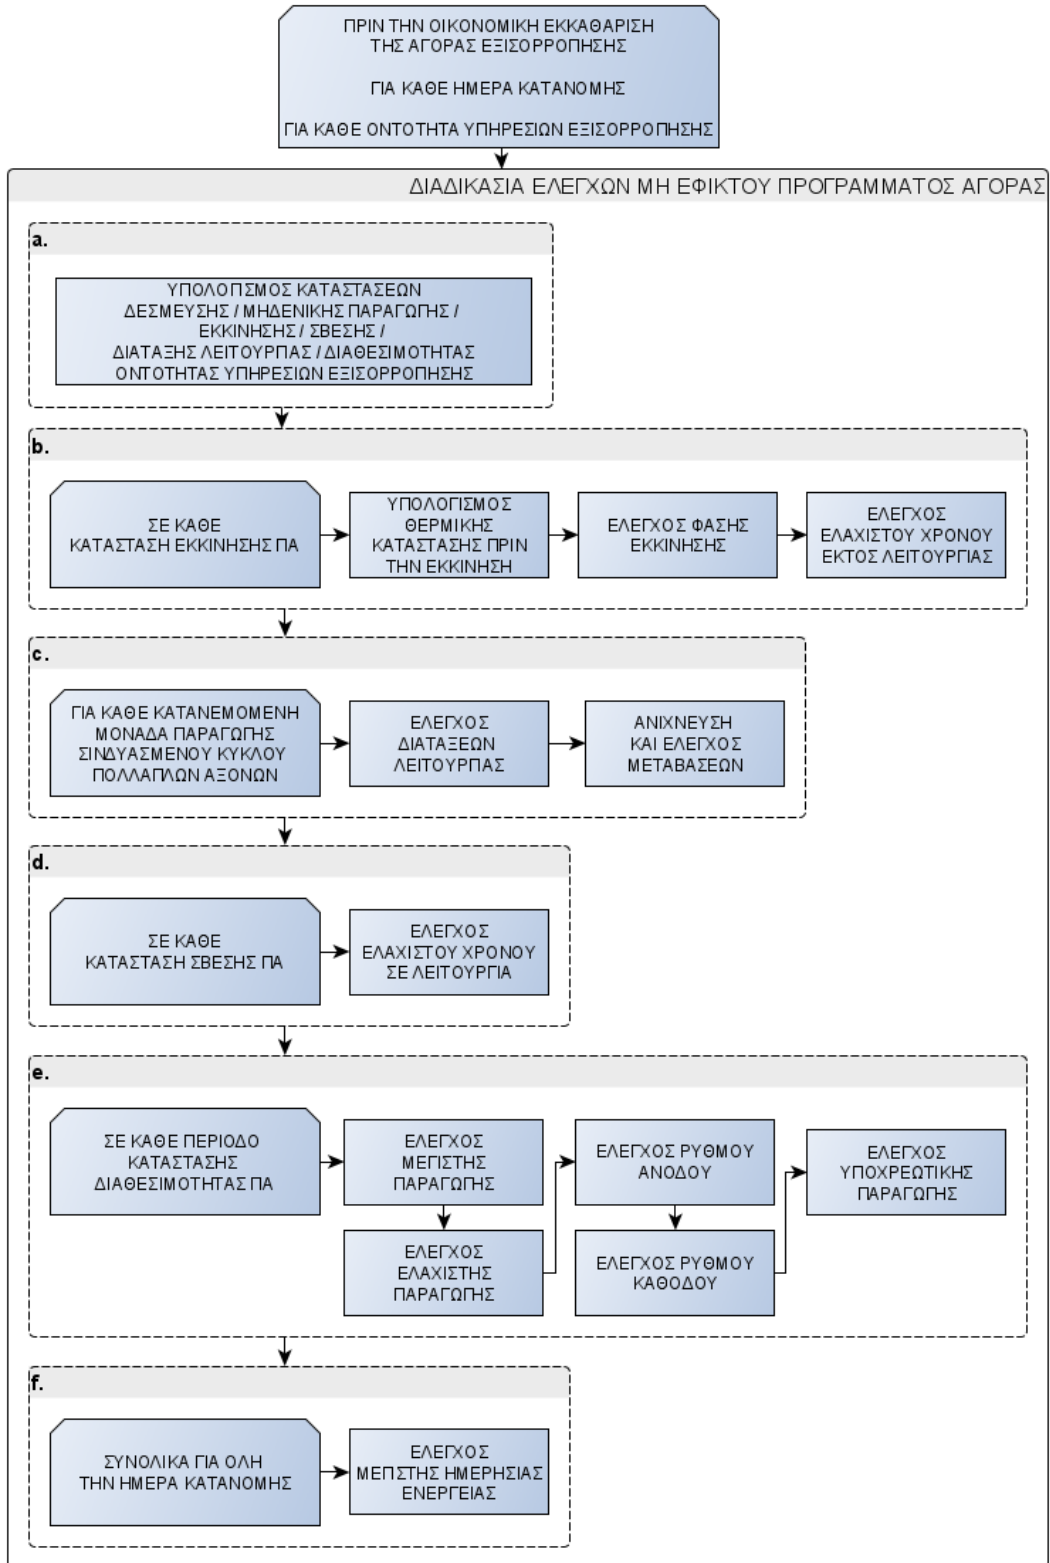 ΠΡΙΝ ΤΗΝ ΟΙΚΟΝΟΜΙΚΗ ΕΚΚΑΘΑΡΙΣΗ
ΤΗΣ ΑΓΟΡΑΣ ΕΞΙΣΟΡΡΟΠΗΣΗΣ
ΓΙΑ ΚΑΘΕ ΗΜΕΡΑ ΚΑΤΑΝΟΜΗΣ
ΓΙΑ ΚΑΘΕ ΟΝΤΟΤΗΤΑ ΥΠΗΡΕΣΙΩΝ ΕΞΙΣΟΡΡΟΠΗΣΗΣ
ΔΙΑΔΙΚΑΣΙΑ ΕΛΕΓΧΩΝ ΜΗ ΕΦΙΚΤΟΥ ΠΡΟΓΡΑΜΜΑΤΟΣ ΑΓΟΡΑΣ
a.
ΥΠΟΛΟΓΙΣΜΟΣ ΚΑΤΑΣΤΑΣΕΩΝ
ΔΕΣΜΕΥΣΗΣ / ΜΗΔΕΝΙΚΗΣ ΠΑΡΑΓΩΓΗΣ /
ΕΚΚΙΝΗΣΗΣ / ΣΒΕΣΗΣ /
ΔΙΑΤΑΞΗΣ ΛΕΙΤΟΥΡΓΙΑΣ / ΔΙΑΘΕΣΙΜΟΤΗΤΑΣ
ΟΝΤΟΤΗΤΑΣ ΥΠΗΡΕΣΙΩΝ ΕΞΙΣΟΡΡΟΠΗΣΗΣ
b.
ΣΕ ΚΑΘΕ
ΚΑΤΑΣΤΑΣΗ ΕΚΚΙΝΗΣΗΣ ΓΙΑ
ΥΠΟΛΟΓΙΣΜΟΣ
ΘΕΡΜΙΚΗΣ
ΚΑΤΑΣΤΑΣΗΣ ΠΡΙΝ
ΤΗΝ ΕΚΚΙΝΗΣΗ
ΕΛΕΓΧΟΣ ΦΑΣΗΣ
ΕΚΚΙΝΗΣΗΣ
ΕΛΕΓΧΟΣ
ΕΛΑΧΙΣΤΟΥ ΧΡΟΝΟΥ
ΕΚΤΟΣ ΛΕΙΤΟΥΡΓΙΑΣ
c.
ΓΙΑ ΚΑΘΕ ΚΑΤΑΝΕΜΟΜΕΝΗ
ΜΟΝΑΔΑ ΠΑΡΑΓΩΓΗΣ
ΣΙΝΔΥΑΣΜΕΝΟΥ ΚΥΚΛΟΥ
ΠΟΛΛΑΠΛΩΝ ΑΞΟΝΩΝ
ΕΛΕΓΧΟΣ
ΔΙΑΤΑΞΕΩΝ
ΛΕΙΤΟΥΡΓΙΑΣ
ΑΝΙΧΝΕΥΣΗ
ΚΑΙ ΕΛΕΓΧΟΣ
ΜΕΤΑΒΑΣΕΩΝ
d.
ΣΕ ΚΑΘΕ
ΚΑΤΑΣΤΑΣΗ ΣΒΕΣΗΣ ΓΙΑ
ΕΛΕΓΧΟΣ
ΕΛΑΧΙΣΤΟΥ ΧΡΟΝΟΥ
ΣΕ ΛΕΙΤΟΥΡΓΙΑ
e.
ΣΕ ΚΑΘΕ ΠΕΡΙΟΔΟ
ΚΑΤΑΣΤΑΣΗΣ
ΔΙΑΘΕΣΙΜΟΤΗΤΑΣ ΓΙΑ
ΕΛΕΓΧΟΣ
ΜΕΓΙΣΤΗΣ
ΠΑΡΑΓΩΓΗΣ
ΕΛΕΓΧΟΣ
ΕΛΑΧΙΣΤΗΣ
ΠΑΡΑΓΩΓΗΣ
ΕΛΕΓΧΟΣ ΡΥΘΜΟΥ
ΑΝΟΔΟΥ
ΕΛΕΓΧΟΣ ΡΥΘΜΟΥ
ΚΑΘΟΔΟΥ
ΕΛΕΓΧΟΣ
ΥΠΟΧΡΕΩΤΙΚΗΣ
ΠΑΡΑΓΩΓΗΣ
f.
ΣΥΝΟΛΙΚΑ ΓΙΑ ΟΛΗ
ΤΗΝ ΗΜΕΡΑ ΚΑΤΑΝΟΜΗΣ
ΕΛΕΓΧΟΣ
ΜΕΓΙΣΤΗΣ ΗΜΕΡΗΣΙΑΣ
ΕΝΕΡΓΕΙΑΣ